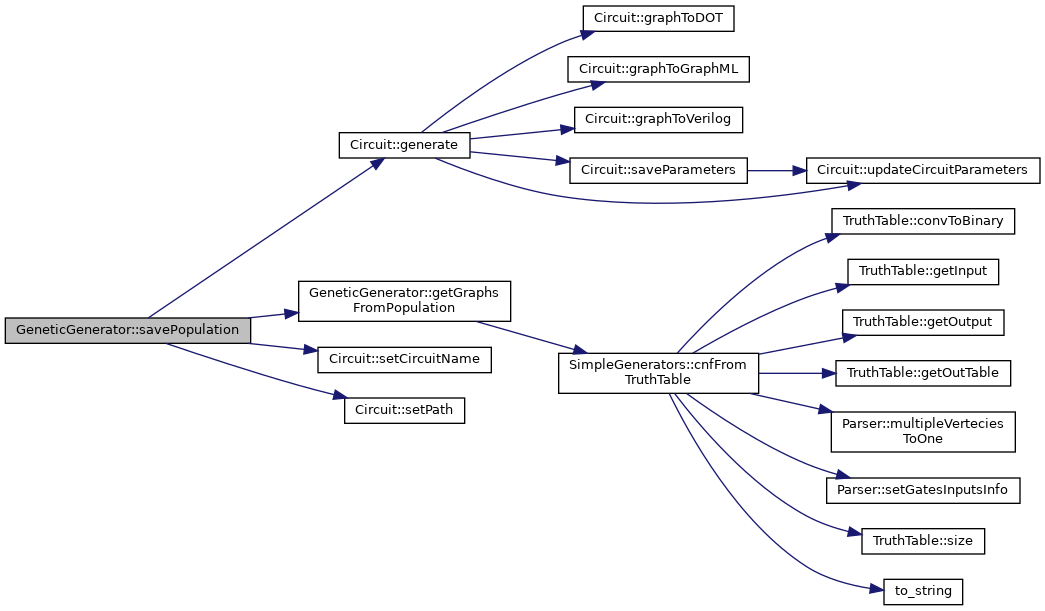 Circuit::graphToDOT
Circuit::graphToGraphML
Circuit::graphToVerilog
Circuit::generate
Circuit::saveParameters
Circuit::updateCircuitParameters
TruthTable::convToBinary
TruthTable::getInput
GeneticGenerator::getGraphs
FromPopulation
TruthTable::getOutput
GeneticGenerator::savePopulation
Circuit::setCircuitName
SimpleGenerators::cnfFrom
TruthTable
TruthTable::getOutTable
Circuit::setPath
Parser::multipleVertecies
ToOne
Parser::setGatesInputsInfo
TruthTable::size
to_string